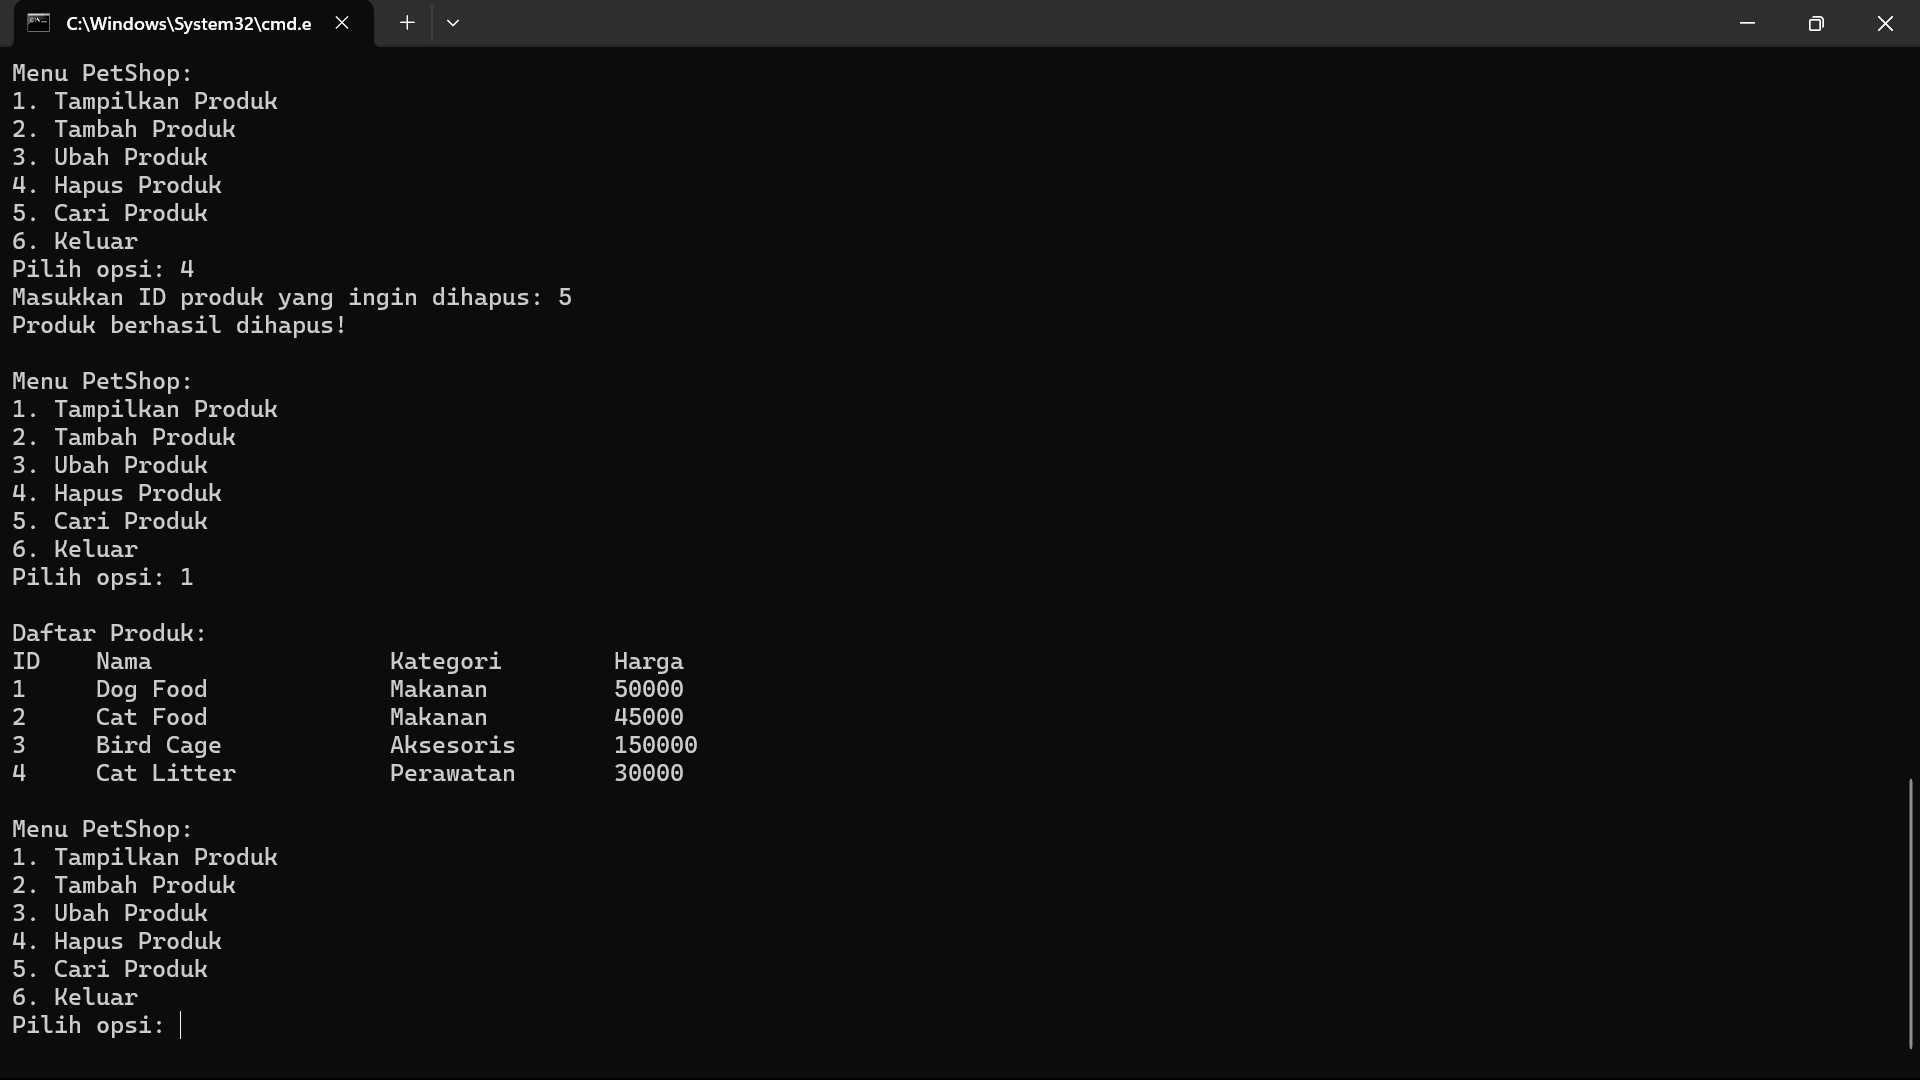 C:\Windows\System32\cmd.e
Menu PetShop:
1. Tampilkan Produk
2. Tambah Produk
3. Ubah Produk
4. Hapus Produk
5. Cari Produk
6. Keluar
Pilih opsi: 4
Masukkan ID produk yang ingin dihapus: 5
Produk berhasil dihapus!

Menu PetShop:
1. Tampilkan Produk
2. Tambah Produk
3. Ubah Produk
4. Hapus Produk
5. Cari Produk
6. Keluar
Pilih opsi: 1

Daftar Produk:
ID    Nama                 Kategori        Harga
1     Dog Food             Makanan         50000
2     Cat Food             Makanan         45000
3     Bird Cage            Aksesoris       150000
4     Cat Litter           Perawatan       30000

Menu PetShop:
1. Tampilkan Produk
2. Tambah Produk
3. Ubah Produk
4. Hapus Produk
5. Cari Produk
6. Keluar
Pilih opsi: